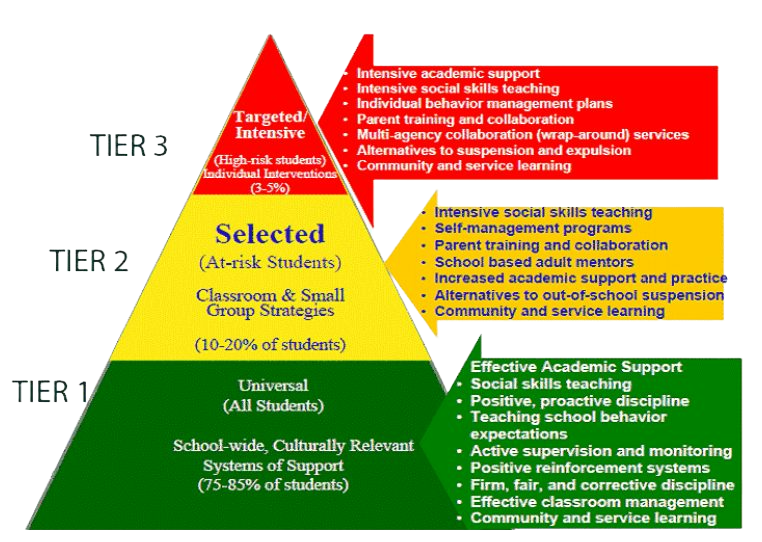 TIER 3
Targeted/
Intensive
(High-risk students)
Individual Interventions
(3-5%)
• Intensive academic support
• Intensive social skills teaching
• Individual behavior management plans
• Parent training and collaboration
• Multi-agency collaboration (wrap-around) services
• Alternatives to suspension and expulsion
• Community and service learning
TIER 2
Selected
(At-risk Students)
Classroom & Small
Group Strategies
(10-20% of students)
• Intensive social skills teaching
• Self-management programs
• Parent training and collaboration
• School based adult mentors
• Increased academic support and practice
• Alternatives to out-of-school suspension
• Community and service learning
TIER 1
Universal
(All Students)
School-wide, Culturally Relevant
Systems of Support
(75-85% of students)
Effective Academic Support
• Social skills teaching
• Positive, proactive discipline
• Teaching school behavior
expectations
• Active supervision and monitoring
• Positive reinforcement systems
• Firm, fair, and corrective discipline
• Effective classroom management
• Community and service learning